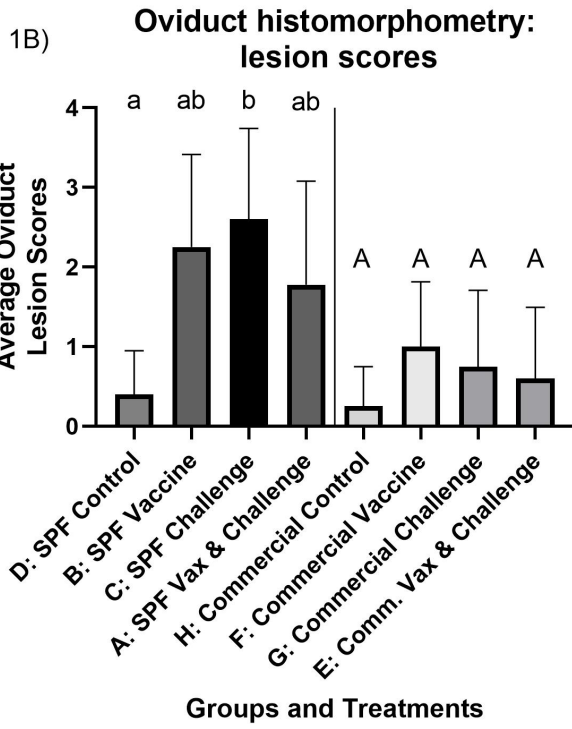 1B)
Oviduct histomorphometry:
lesion scores
Average Oviduct
Lesion Scores
4
3
2
1
0
a ab b ab
A A A A
D: SPF Control
B: SPF Vaccine
C: SPF Challenge
A: SPF Vax & Challenge
H: Commercial Control
F: Commercial Vaccine
G: Commercial Challenge
E: Comm. Vax & Challenge
Groups and Treatments